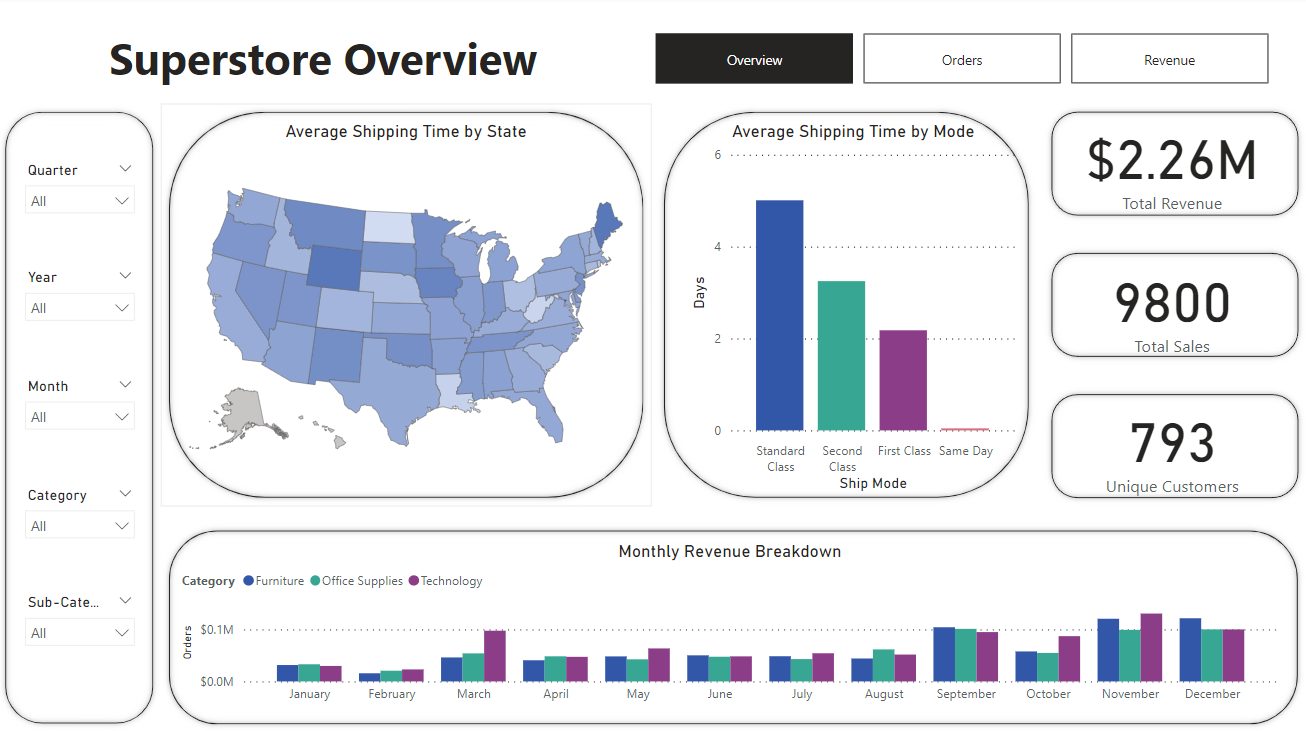 Superstore Overview
Overview
Orders
Revenue
Quarter
All
Year
All
Month
All
Category
All
Sub-Cate...
All
Average Shipping Time by State
Average Shipping Time by Mode
6
4
2
0
Days
Standard
Class
Second
Class
First Class
Same Day
Ship Mode
$2.26M
Total Revenue
9800
Total Sales
793
Unique Customers
Monthly Revenue Breakdown
Category Furniture Office Supplies Technology
Orders
$0.1M
$0.0M
January February March April May June July August September October November December